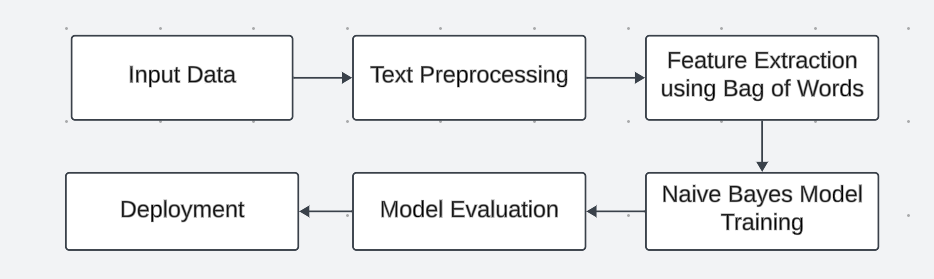 Input Data
Text Preprocessing
Feature Extraction
using Bag of Words
Naive Bayes Model
Training
Model Evaluation
Deployment